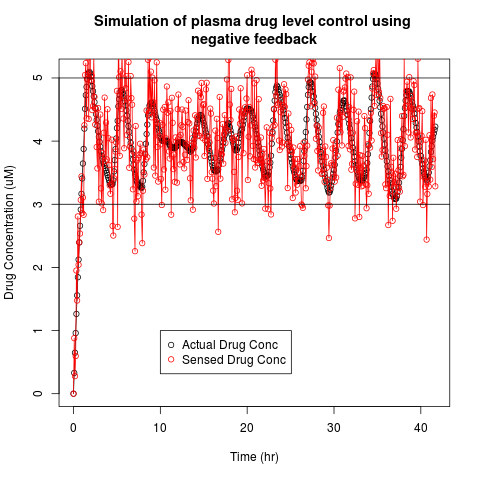 Simulation of plasma drug level control using
negative feedback
Drug Concentration (uM)
5
4
3
2
1
0
Actual Drug Conc
Sensed Drug Conc
0 10 20 30 40
Time (hr)